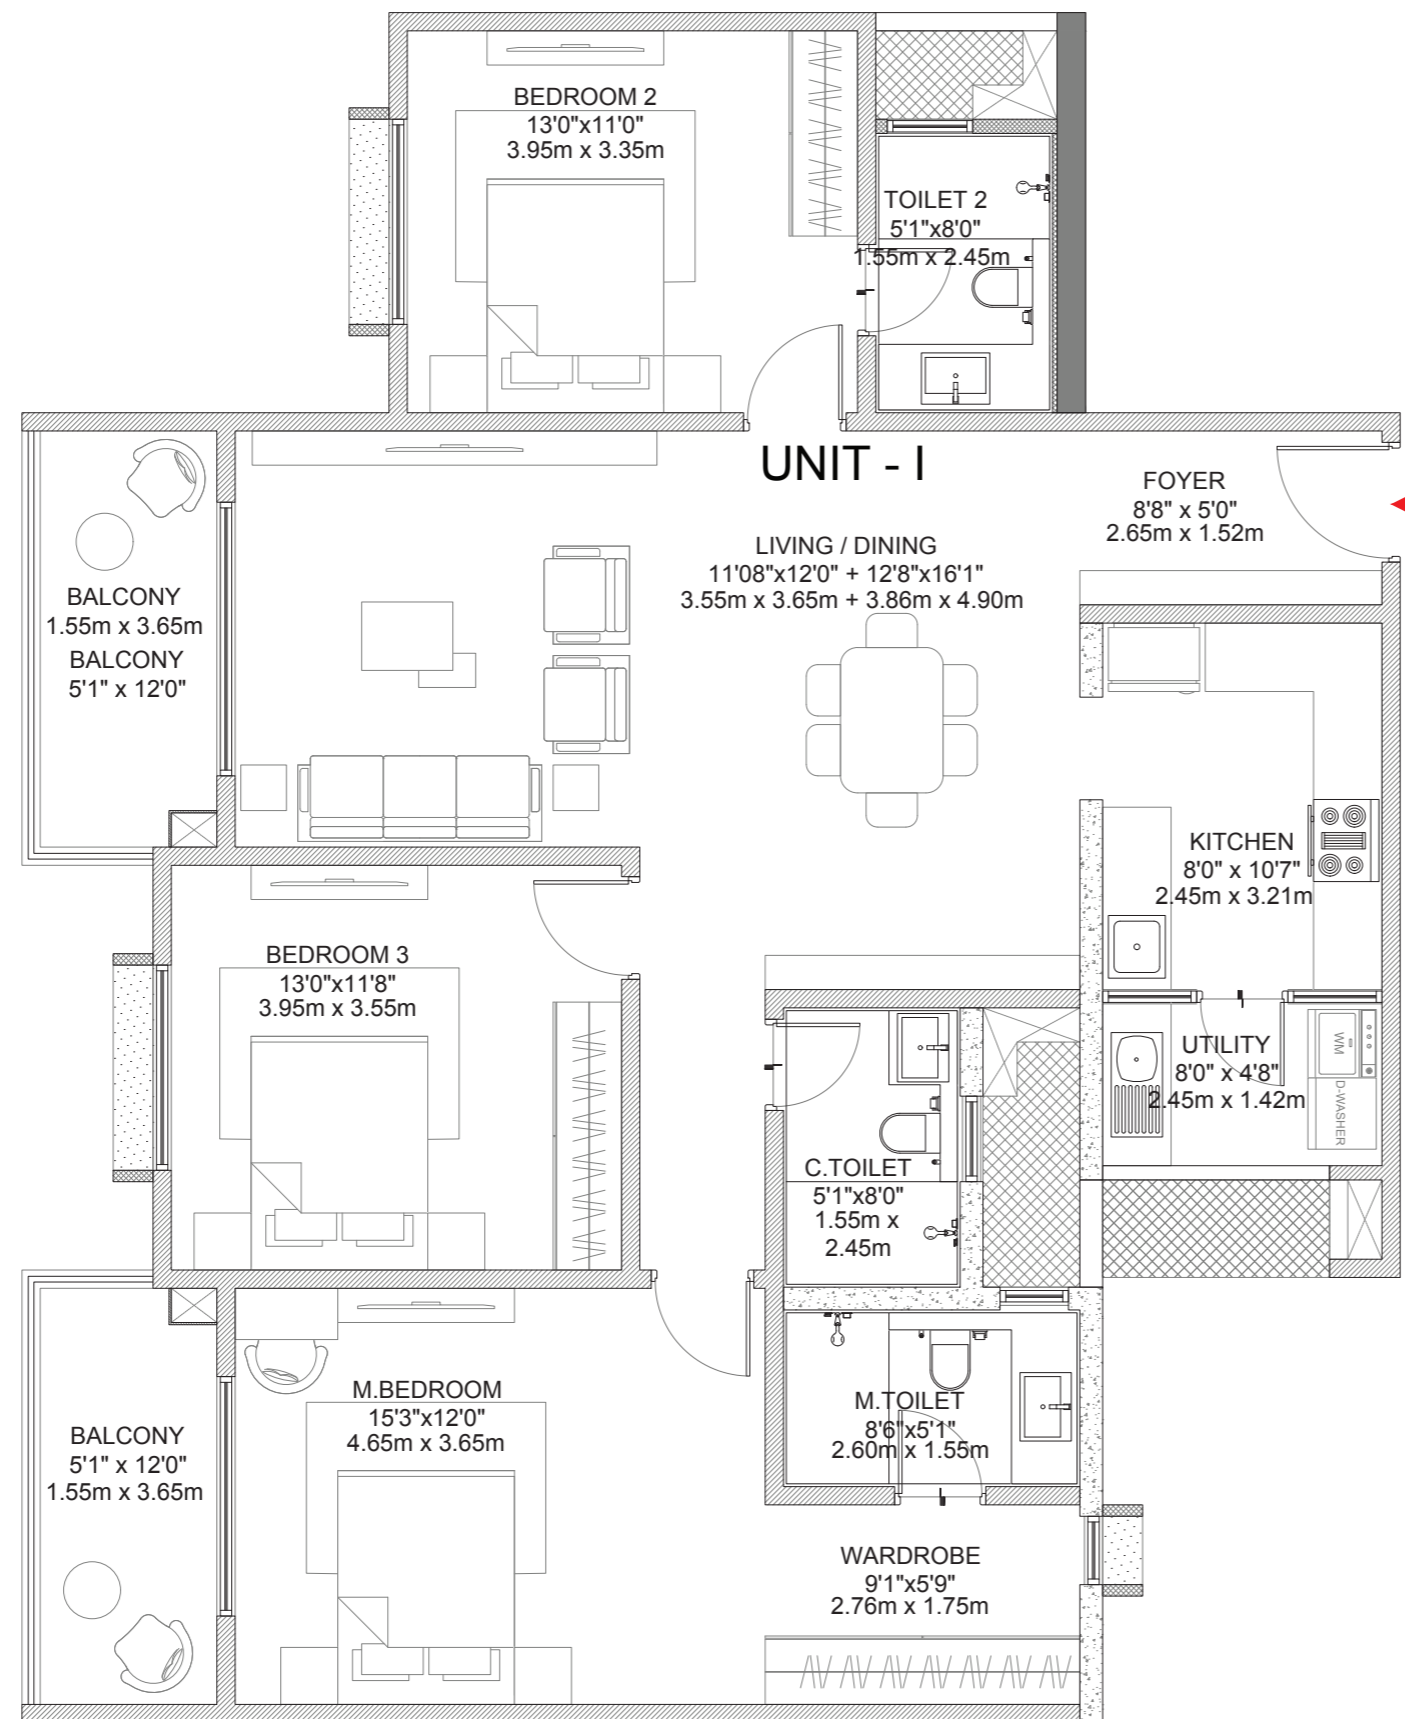 BEDROOM 2
13'0"x11'0"
3.95m x 3.35m
TOILET 2
5'1"x8'0"
1.55m x 2.45m
UNIT - I
FOYER
8'8" x 5'0"
2.65m x 1.52m
LIVING / DINING
11'08"x12'0" + 12'8"x16'1"
3.55m x 3.65m + 3.86m x 4.90m
BALCONY
1.55m x 3.65m
BALCONY
5'1" x 12'0"
KITCHEN
8'0" x 10'7"
2.45m x 3.21m
BEDROOM 3
13'0"x11'8"
3.95m x 3.55m
UTILITY
8'0" x 4'8"
2.45m x 1.42m
WM
D-WASHER
C.TOILET
5'1"x8'0"
1.55m x
2.45m
M.BEDROOM
15'3"x12'0"
4.65m x 3.65m
M.TOILET
8'6"x5'1"
2.60m x 1.55m
BALCONY
5'1" x 12'0"
1.55m x 3.65m
WARDROBE
9'1"x5'9"
2.76m x 1.75m